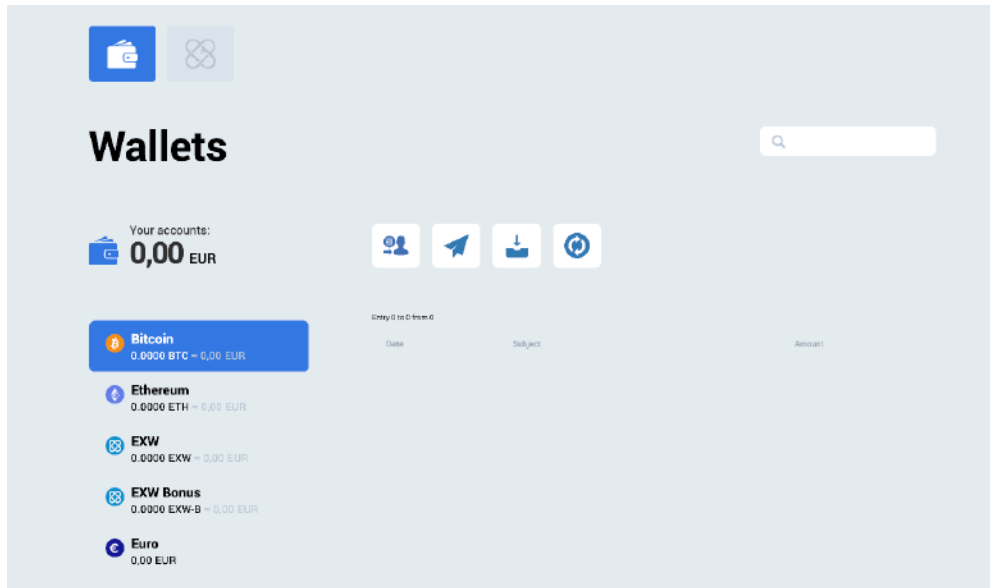 Wallets
Your accounts:
0,00 EUR
Entry 0 to 0 from 0
Date Subject Amount
Bitcoin
0.0000 BTC ~ 0,00 EUR
Ethereum
0.0000 ETH ~ 0,00 EUR
EXW
0.0000 EXW ~ 0,00 EUR
EXW Bonus
0.0000 EXW-B ~ 0,00 EUR
Euro
0,00 EUR